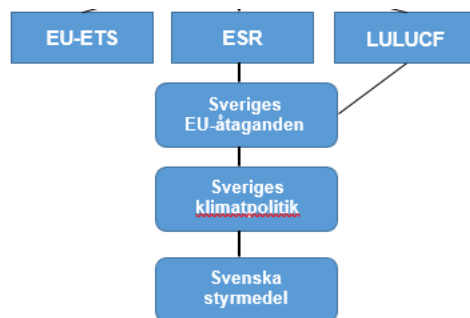 EU-ETS
ESR
LULUCF
Sveriges
EU-åtaganden
Sveriges
klimatpolitik
Svenska
styrmedel